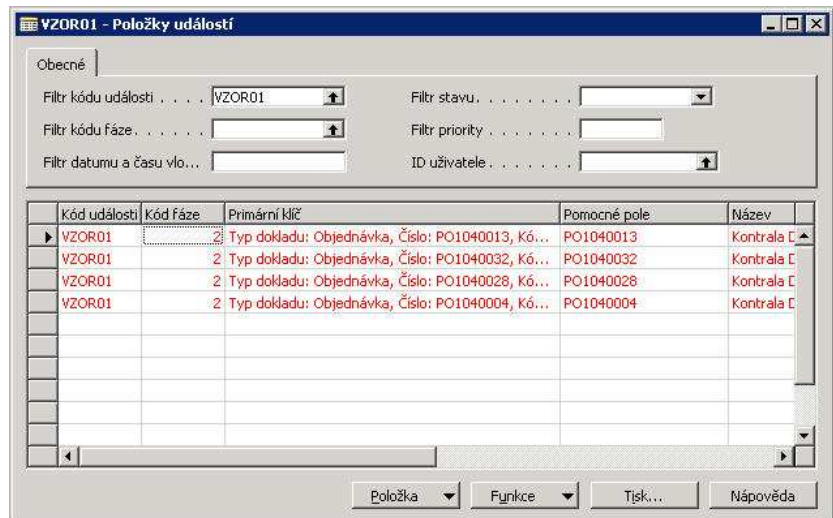 VZOR01 - Položky událostí
Obecné
Filtr kódu události . . . . VZOR01
Filtr stavu. . . . . . . .
Filtr kódu fáze. . . . . .
Filtr priority . . . . . . .
Filtr datumu a času vlo...
ID uživatele. . . . . . .
Kód události Kód fáze Primární klíč Pomocné pole Název
VZOR01 2 Typ dokladu: Objednávka, Číslo: PO1040013, Kó... PO1040013 Kontrala D
VZOR01 2 Typ dokladu: Objednávka, Číslo: PO1040032, Kó... PO1040032 Kontrala D
VZOR01 2 Typ dokladu: Objednávka, Číslo: PO1040028, Kó... PO1040028 Kontrala D
VZOR01 2 Typ dokladu: Objednávka, Číslo: PO1040004, Kó... PO1040004 Kontrala D
Položka Funkce Tisk... Nápověda